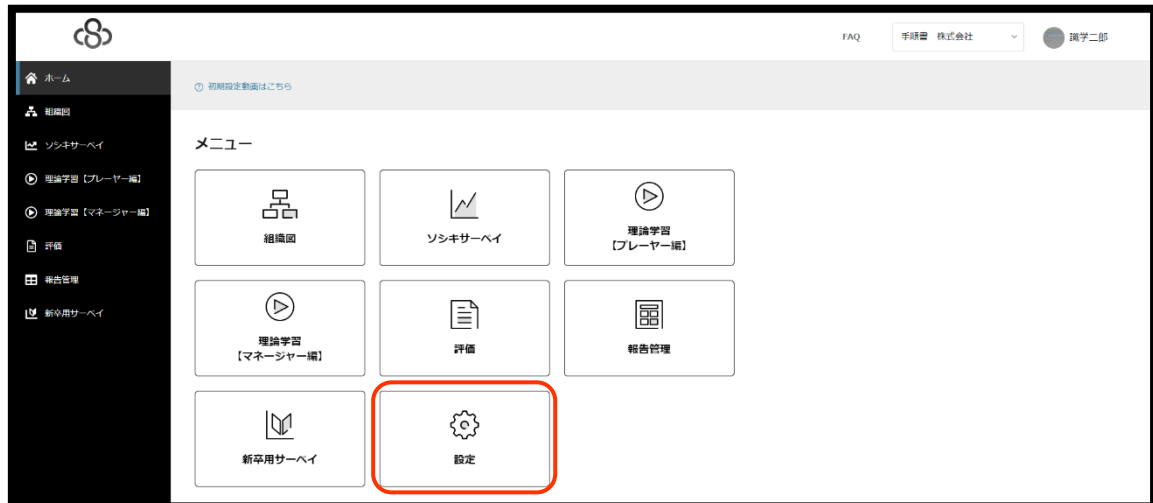 FAQ
手順書 株式会社
識学二郎
ホーム
初期設定動画はこちら
組織図
ソシキサーベイ
理論学習【プレーヤー編】
理論学習【マネージャー編】
評価
報告管理
新卒用サーベイ
メニュー
組織図
ソシキサーベイ
理論学習
【プレーヤー編】
理論学習
【マネージャー編】
評価
報告管理
新卒用サーベイ
設定